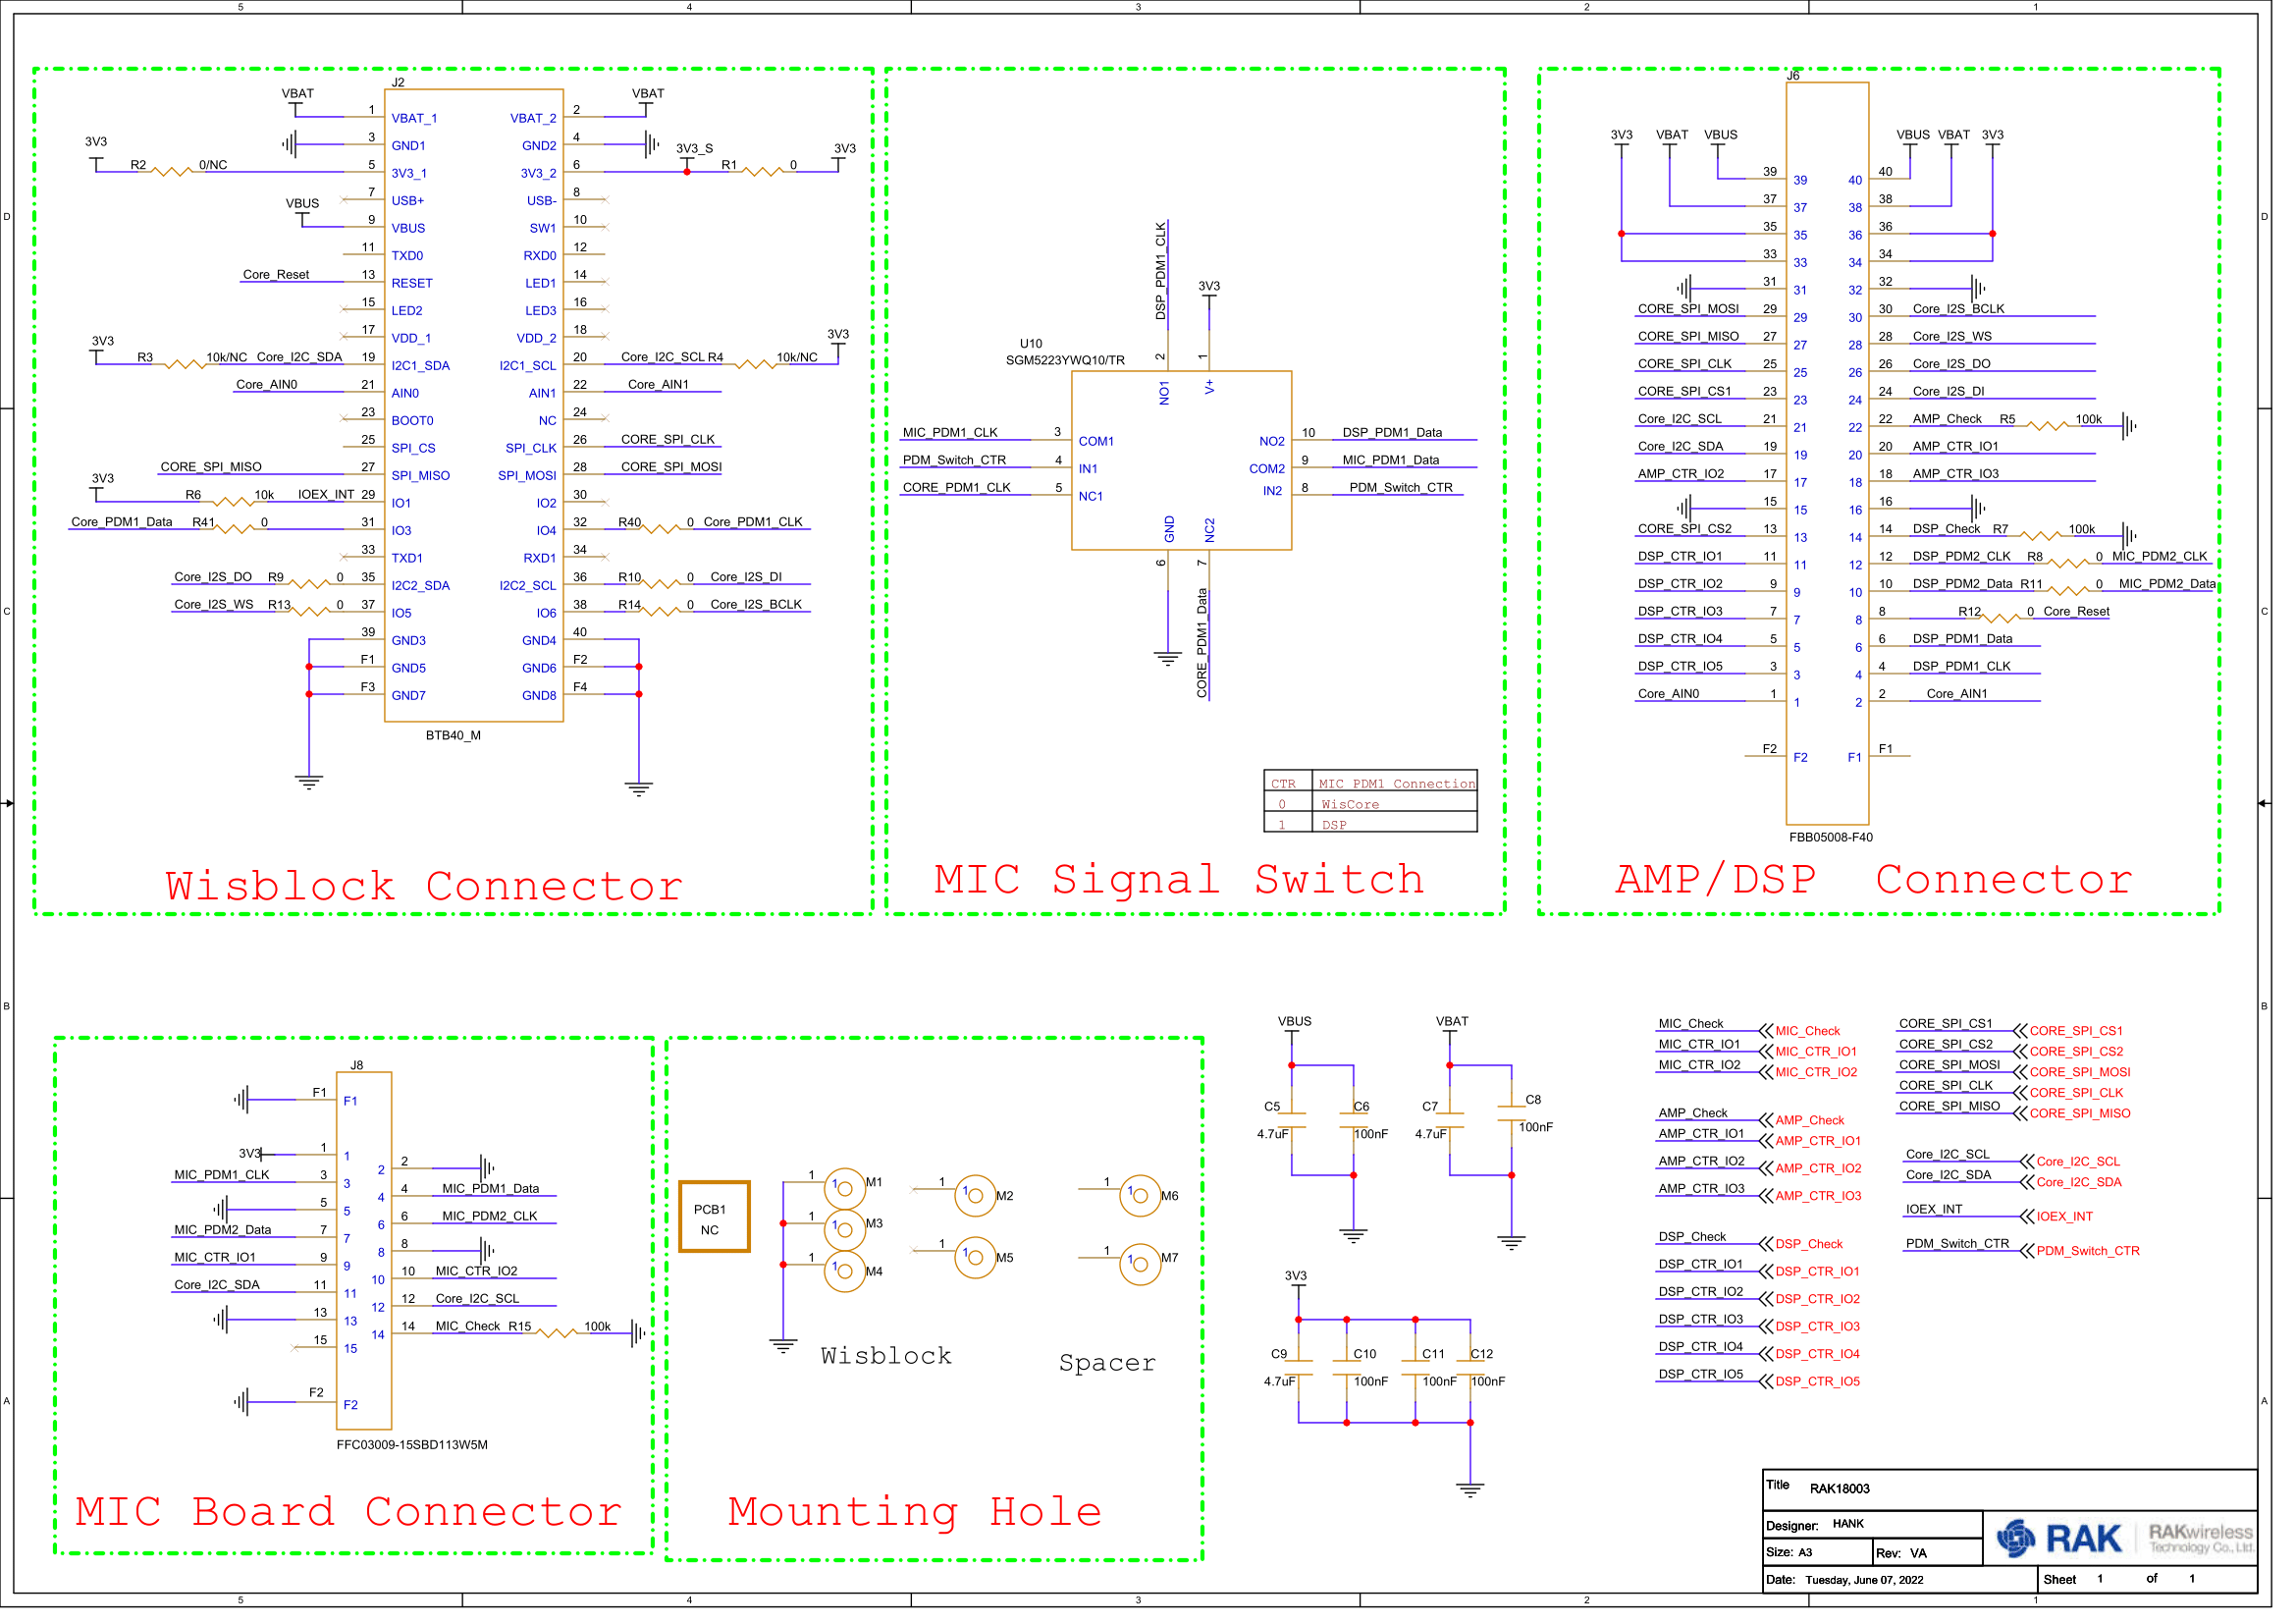 5 4 3 2 1
D
C
B
A
J2
VBAT 1 VBAT_1 VBAT_2 2 VBAT
3 GND1 GND2 4
3V3 R2 0/NC 5 3V3_1 3V3_2 6 3V3_S R1 0 3V3
7 USB+ USB- 8
VBUS 9 VBUS SW1 10
11 TXD0 RXD0 12
Core_Reset 13 RESET LED1 14
15 LED2 LED3 16
17 VDD_1 VDD_2 18
3V3 R3 10k/NC Core_I2C_SDA 19 I2C1_SDA I2C1_SCL 20 Core_I2C_SCL R4 10k/NC 3V3
Core_AIN0 21 AIN0 AIN1 22 Core_AIN1
23 BOOT0 NC 24
25 SPI_CS SPI_CLK 26 CORE_SPI_CLK
CORE_SPI_MISO 27 SPI_MISO SPI_MOSI 28 CORE_SPI_MOSI
3V3 R6 10k IOEX_INT 29 IO1 IO2 30
Core_PDM1_Data R41 0 31 IO3 IO4 32 R40 0 Core_PDM1_CLK
33 TXD1 RXD1 34
Core_I2S_DO R9 0 35 I2C2_SDA I2C2_SCL 36 R10 0 Core_I2S_DI
Core_I2S_WS R13 0 37 IO5 IO6 38 R14 0 Core_I2S_BCLK
39 GND3 GND4 40
F1 GND5 GND6 F2
F3 GND7 GND8 F4
BTB40_M
Wisblock Connector
DSP_PDM1_CLK
3V3
U10
SGM5223YWQ10/TR
2 1
NO1 V+
MIC_PDM1_CLK 3 COM1 NO2 10 DSP_PDM1_Data
PDM_Switch_CTR 4 IN1 COM2 9 MIC_PDM1_Data
CORE_PDM1_CLK 5 NC1 IN2 8 PDM_Switch_CTR
GND NC2
6 7
CORE_PDM1_Data
CTR MIC PDM1 Connection
0 WisCore
1 DSP
MIC Signal Switch
J6
3V3 VBAT VBUS VBUS VBAT 3V3
39 39 40 40
37 37 38 38
35 35 36 36
33 33 34 34
31 31 32 32
CORE_SPI_MOSI 29 29 30 30 Core_I2S_BCLK
CORE_SPI_MISO 27 27 28 28 Core_I2S_WS
CORE_SPI_CLK 25 25 26 26 Core_I2S_DO
CORE_SPI_CS1 23 23 24 24 Core_I2S_DI
Core_I2C_SCL 21 21 22 22 AMP_Check R5 100k
Core_I2C_SDA 19 19 20 20 AMP_CTR_IO1
AMP_CTR_IO2 17 17 18 18 AMP_CTR_IO3
15 15 16 16
CORE_SPI_CS2 13 13 14 14 DSP_Check R7 100k
DSP_CTR_IO1 11 11 12 12 DSP_PDM2_CLK R8 0 MIC_PDM2_CLK
DSP_CTR_IO2 9 9 10 10 DSP_PDM2_Data R11 0 MIC_PDM2_Data
DSP_CTR_IO3 7 7 8 8 R12 0 Core_Reset
DSP_CTR_IO4 5 5 6 6 DSP_PDM1_Data
DSP_CTR_IO5 3 3 4 4 DSP_PDM1_CLK
Core_AIN0 1 1 2 2 Core_AIN1
F2 F2 F1 F1
FBB05008-F40
AMP/DSP Connector
J8
F1 F1
3V3 1 1
2 2
MIC_PDM1_CLK 3 3
4 4 MIC_PDM1_Data
5 5
6 6 MIC_PDM2_CLK
MIC_PDM2_Data 7 7
8 8
MIC_CTR_IO1 9 9
10 10 MIC_CTR_IO2
Core_I2C_SDA 11 11
12 12 Core_I2C_SCL
13 13
14 14 MIC_Check R15 100k
15 15
F2 F2
FFC03009-15SBD113W5M
MIC Board Connector
PCB1
NC
1 1 M1 1 1 M2 1 1 M6
1 1 M3
1 1 M4 1 1 M5 1 1 M7
Wisblock Spacer
Mounting Hole
VBUS VBAT
C5 C6 C7 C8
4.7uF 100nF 4.7uF 100nF
3V3
C9 C10 C11 C12
4.7uF 100nF 100nF 100nF
MIC_Check MIC_Check
MIC_CTR_IO1 MIC_CTR_IO1
MIC_CTR_IO2 MIC_CTR_IO2
AMP_Check AMP_Check
AMP_CTR_IO1 AMP_CTR_IO1
AMP_CTR_IO2 AMP_CTR_IO2
AMP_CTR_IO3 AMP_CTR_IO3
DSP_Check DSP_Check
DSP_CTR_IO1 DSP_CTR_IO1
DSP_CTR_IO2 DSP_CTR_IO2
DSP_CTR_IO3 DSP_CTR_IO3
DSP_CTR_IO4 DSP_CTR_IO4
DSP_CTR_IO5 DSP_CTR_IO5
CORE_SPI_CS1 CORE_SPI_CS1
CORE_SPI_CS2 CORE_SPI_CS2
CORE_SPI_MOSI CORE_SPI_MOSI
CORE_SPI_CLK CORE_SPI_CLK
CORE_SPI_MISO CORE_SPI_MISO
Core_I2C_SCL Core_I2C_SCL
Core_I2C_SDA Core_I2C_SDA
IOEX_INT IOEX_INT
PDM_Switch_CTR PDM_Switch_CTR
Title RAK18003
Designer: HANK
Size: A3 Rev: VA
RAK RAKwireless
Technology Co., Ltd.
Date: Tuesday, June 07, 2022 Sheet 1 of 1
D
C
B
A
5 4 3 2 1